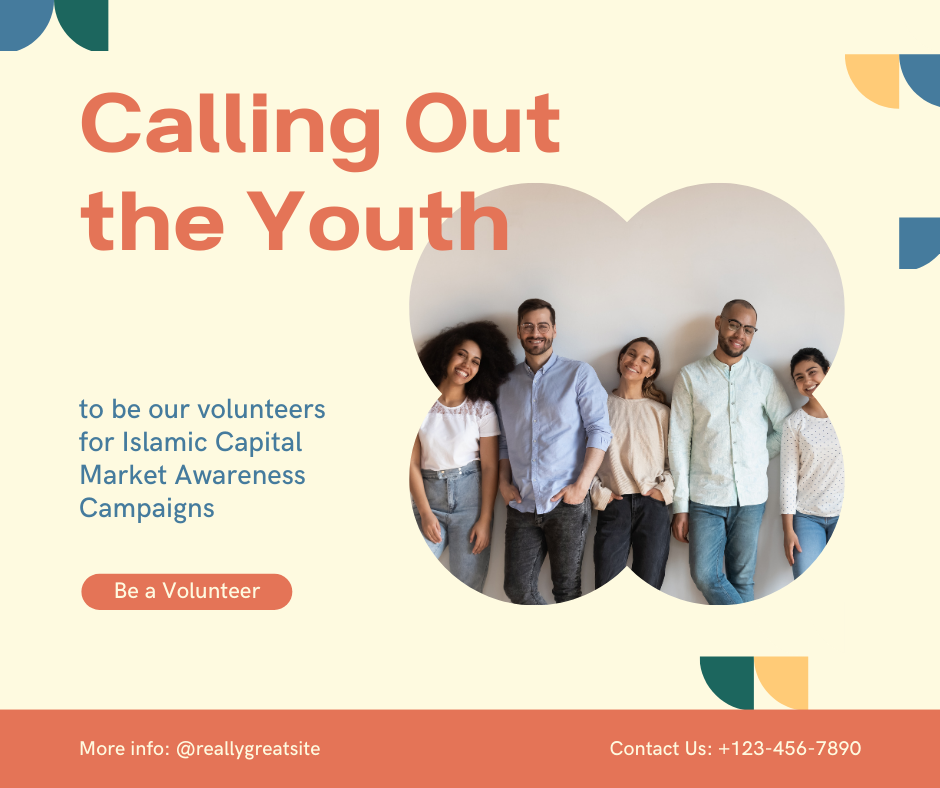 Calling Out
the Youth
to be our volunteers
for Islamic Capital
Market Awareness
Campaigns
Be a Volunteer
More info: @reallygreatsite
Contact Us: +123-456-7890